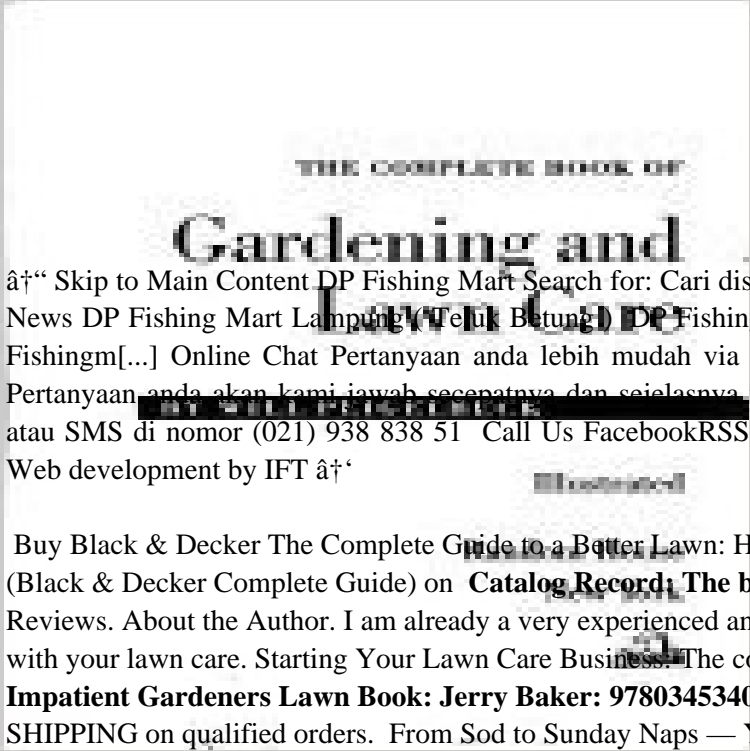 THE COMPLETE BOOK OF
Gardening and
Lawn Care
â†“ Skip to Main Content DP Fishing Mart Search for: Cari dis
News DP Fishing Mart Lampung ( Teluk Betung1) DP Fishin
Fishingm[...] Online Chat Pertanyaan anda lebih mudah via
Pertanyaan anda akan kami jawab secepatnya dan sejelasnya
atau SMS di nomor (021) 938 838 51 Call Us FacebookRSS
Web development by IFT â†‘
Illustrated
Buy Black & Decker The Complete Guide to a Better Lawn: H
(Black & Decker Complete Guide) on Catalog Record: The b
Reviews. About the Author. I am already a very experienced an
with your lawn care. Starting Your Lawn Care Business: The co
Impatient Gardeners Lawn Book: Jerry Baker: 9780345340
SHIPPING on qualified orders. From Sod to Sunday Naps —